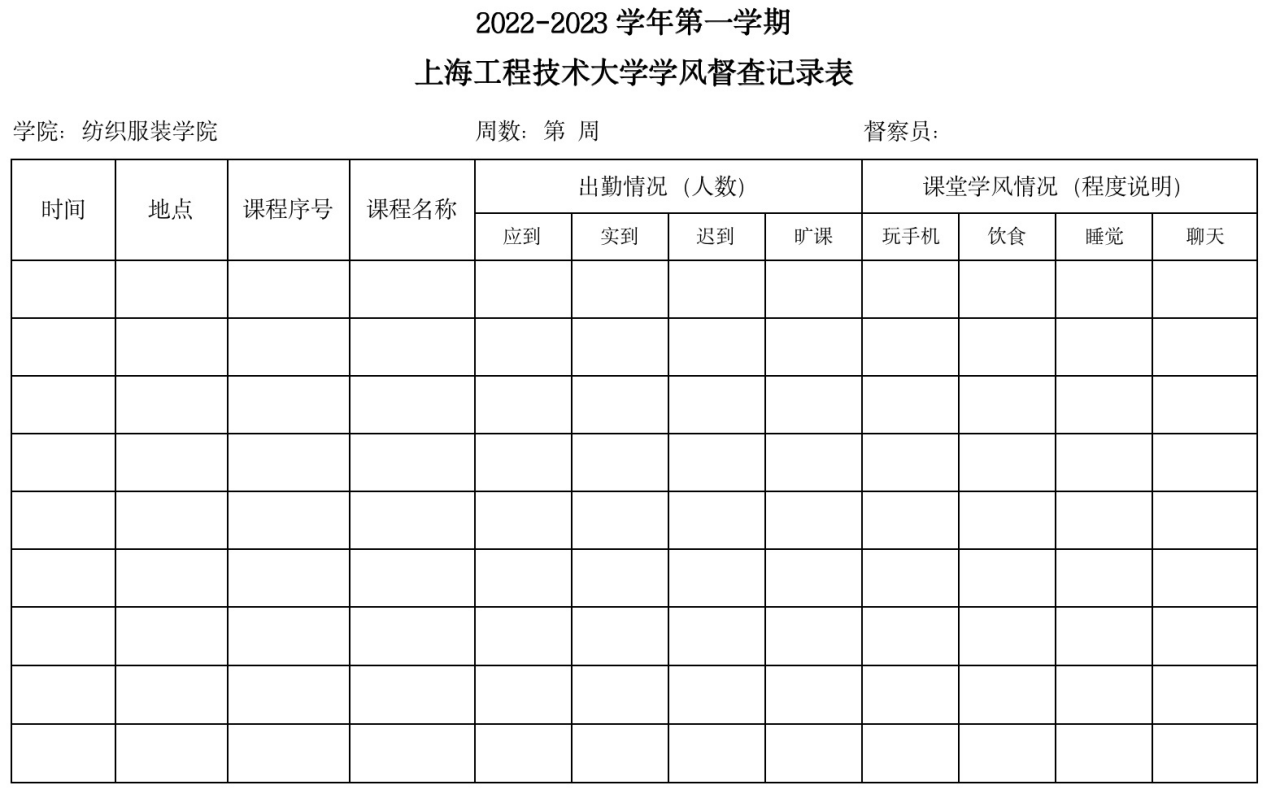 2022-2023 学年第一学期
上海工程技术大学学风督查记录表
学院：纺织服装学院 周数：第 周 督察员：
时间 地点 课程序号 课程名称 出勤情况（人数） 课堂学风情况（程度说明）
应到 实到 迟到 旷课 玩手机 饮食 睡觉 聊天